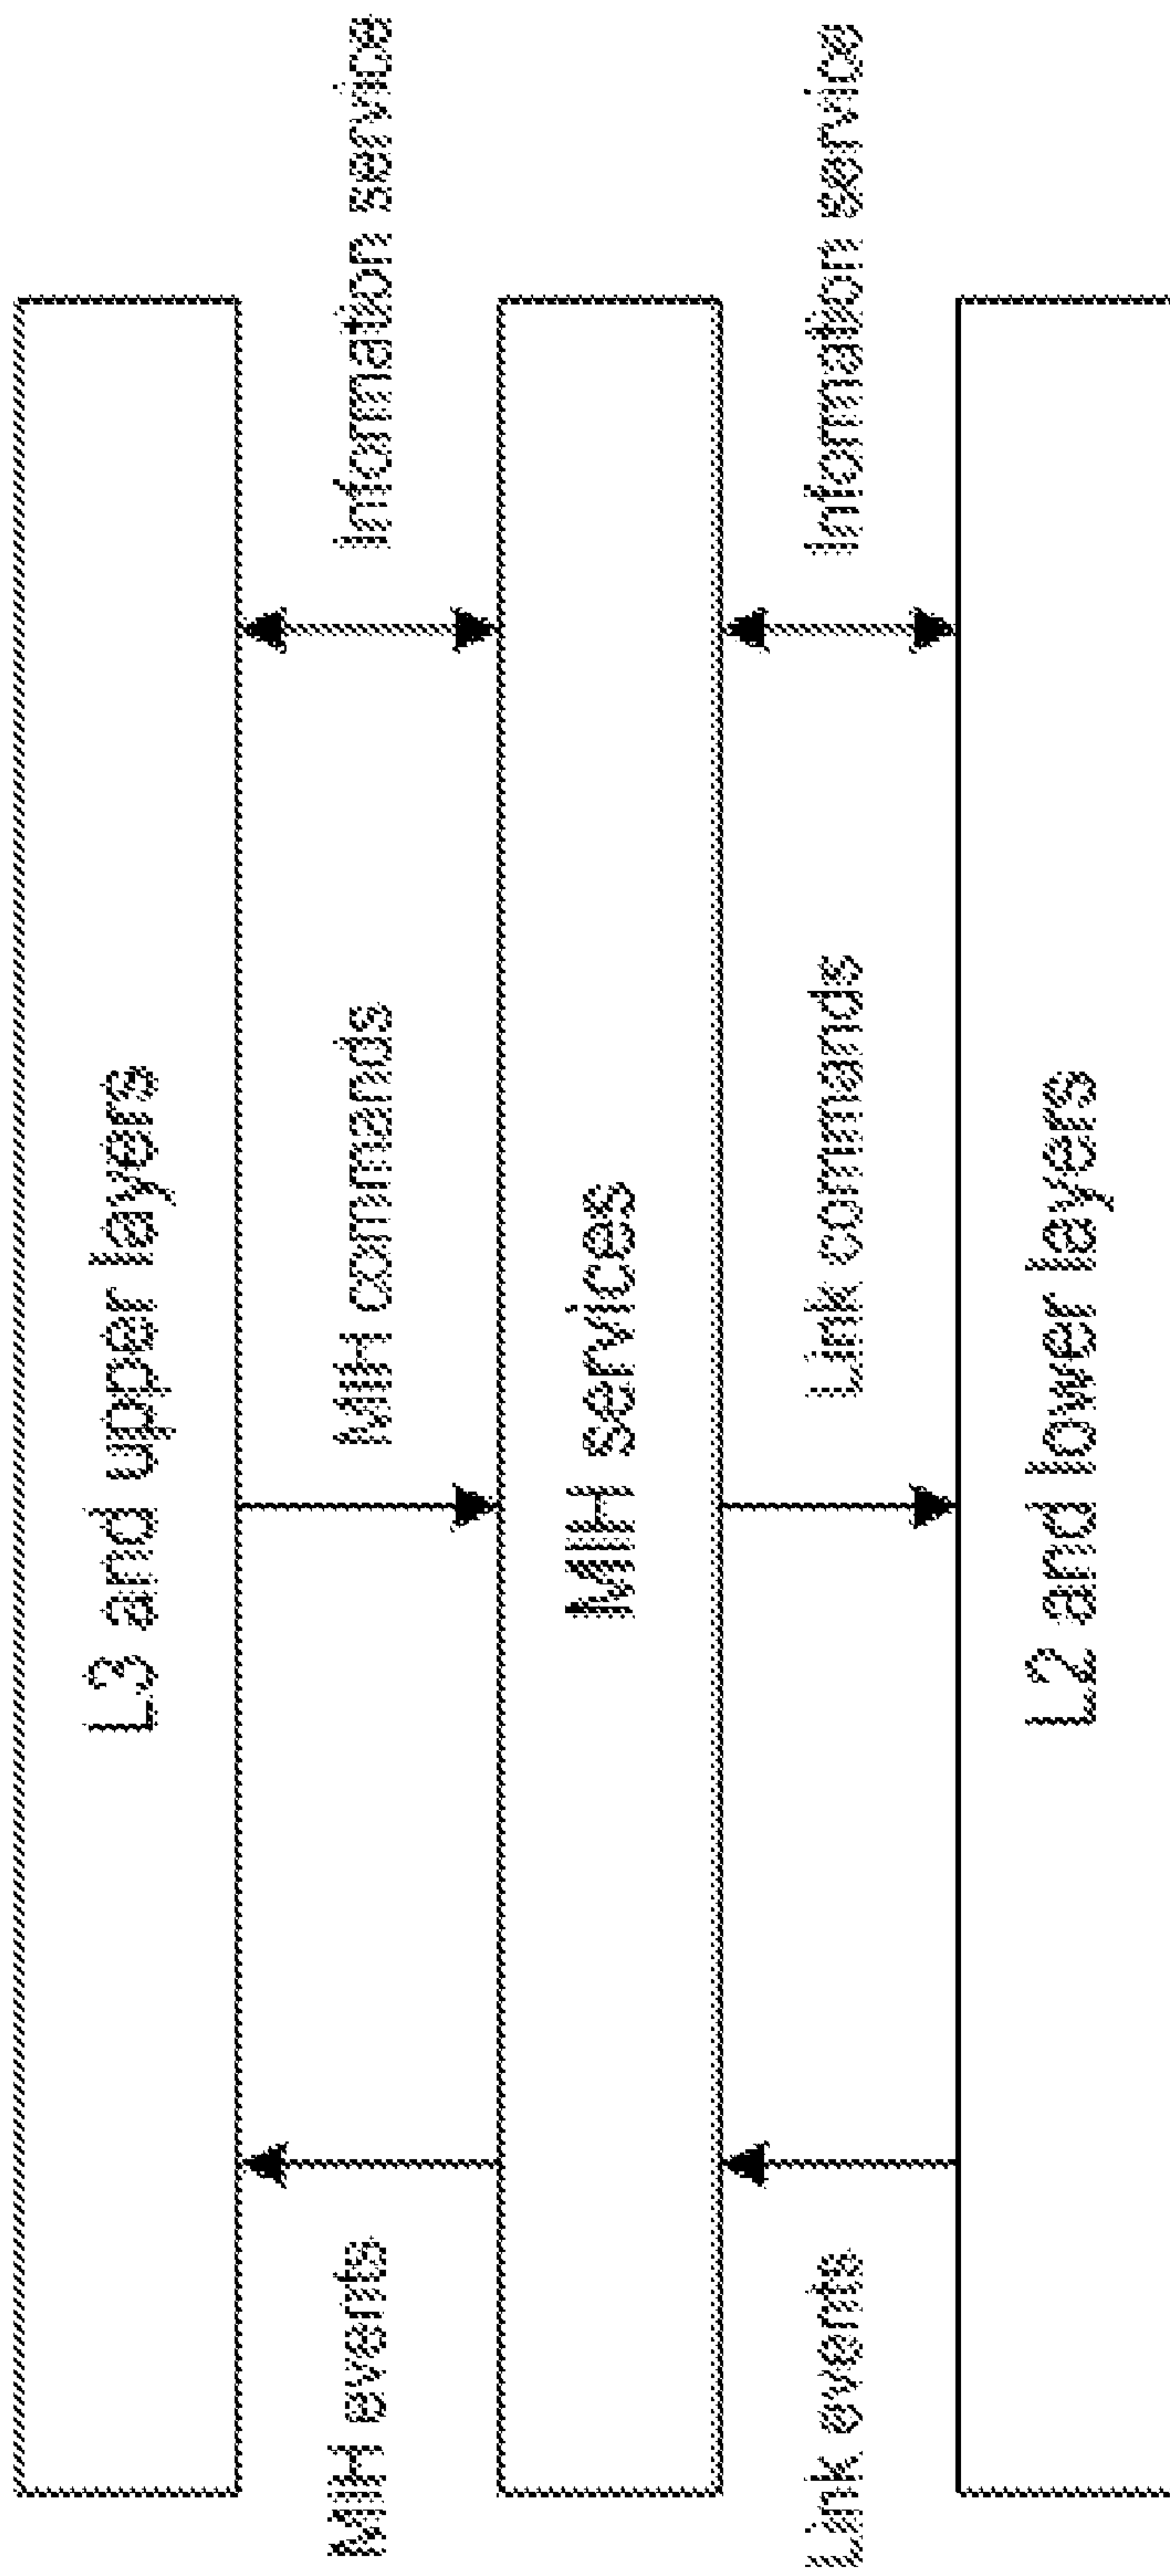 L3 and upper layers
MIH events
MIH commands
Information service
MIH services
Link events
Link commands
Information service
L2 and lower layers